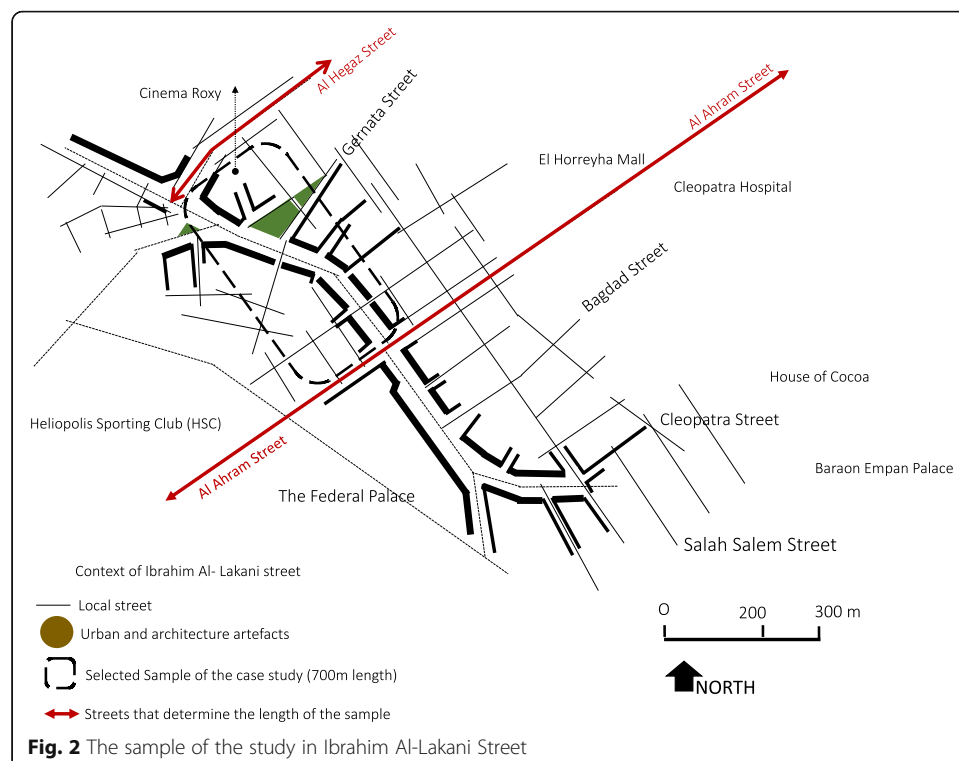 Al Hegaz Street
Cinema Roxy
Gernata Street
Al Ahram Street
El Horreyha Mall
Cleopatra Hospital
Bagdad Street
House of Cocoa
Heliopolis Sporting Club (HSC)
Cleopatra Street
Al Ahram Street
Baraon Empan Palace
The Federal Palace
Salah Salem Street
Context of Ibrahim Al- Lakani street
Local street
Urban and architecture artefacts
Selected Sample of the case study (700m length)
Streets that determine the length of the sample
O 200 300 m
NORTH
Fig. 2 The sample of the study in Ibrahim Al-Lakani Street